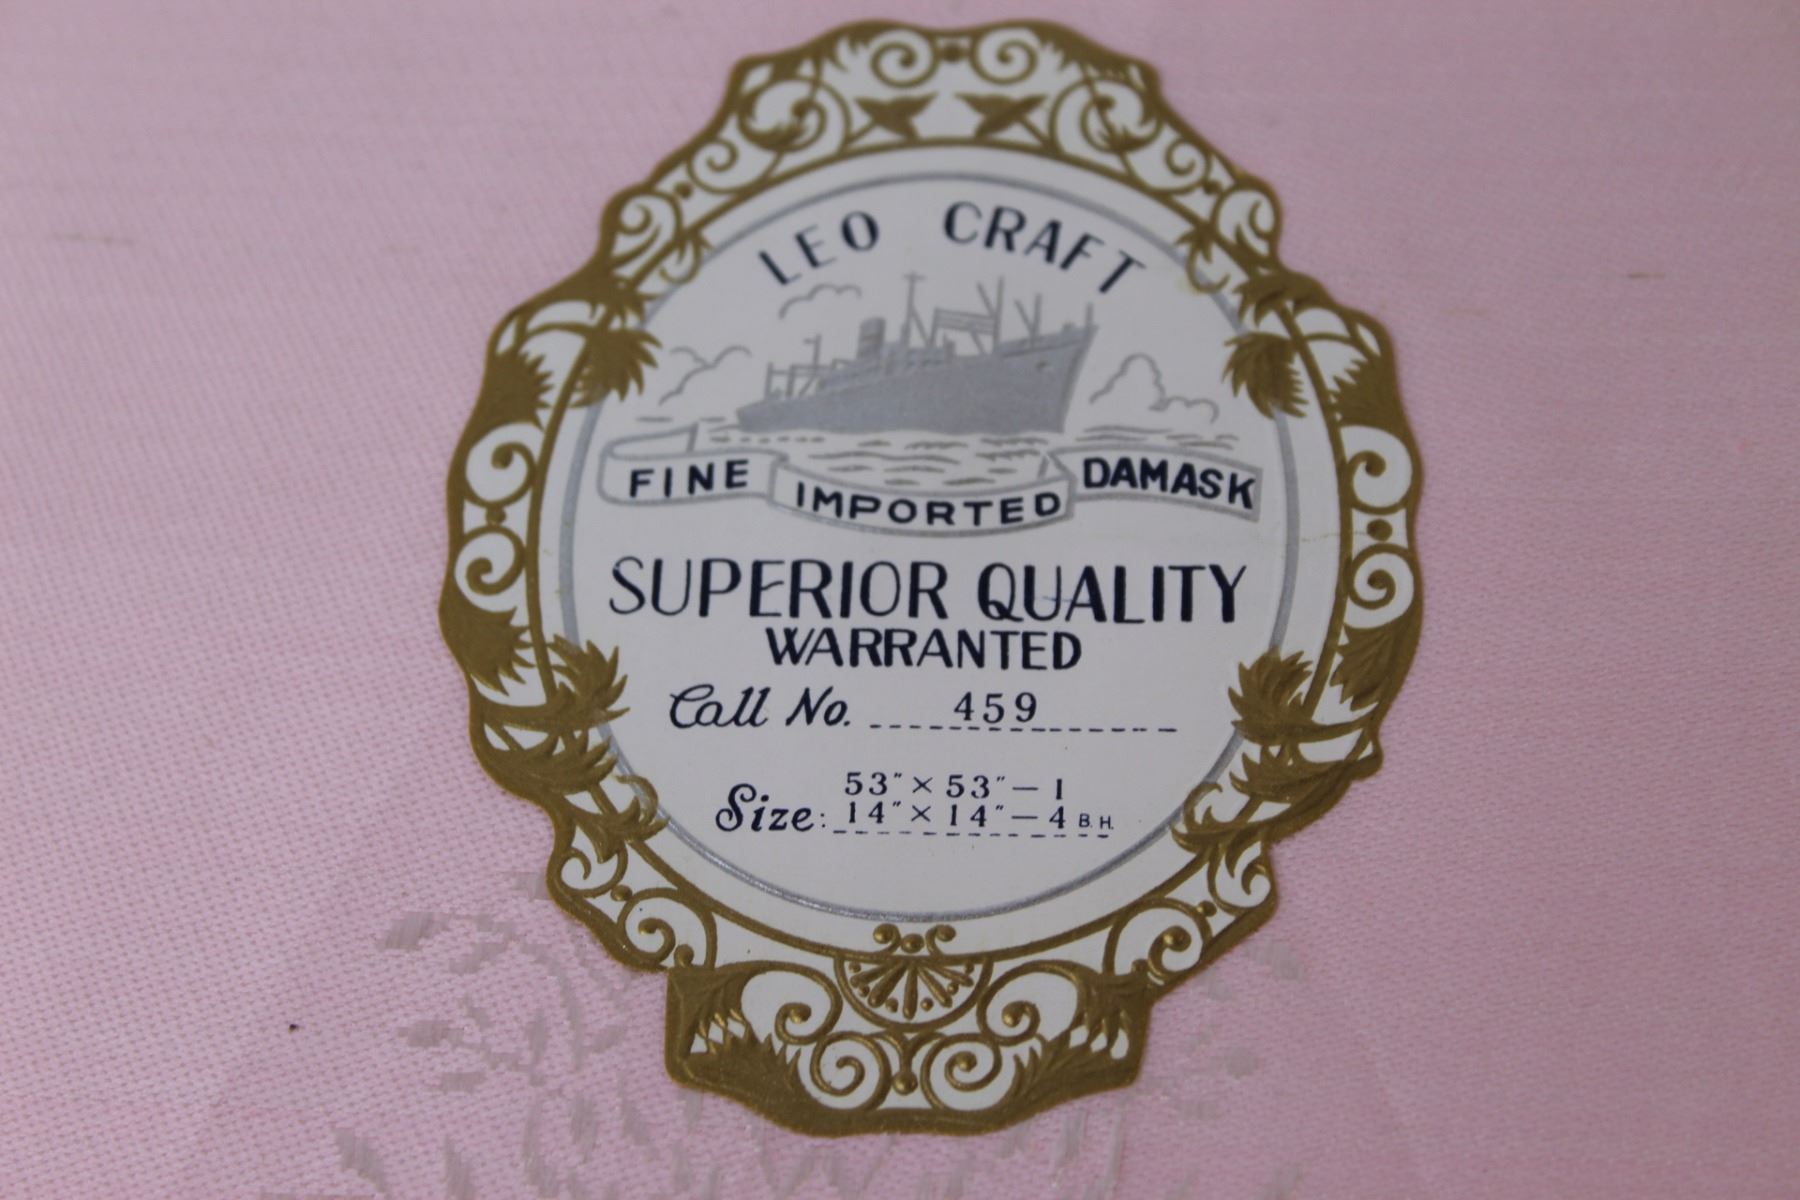 LEO CRAFT
FINE IMPORTED DAMASK
SUPERIOR QUALITY
WARRANTED
Call No. 459
53" × 53" — 1
Size: 14" × 14" — 4 B.H.